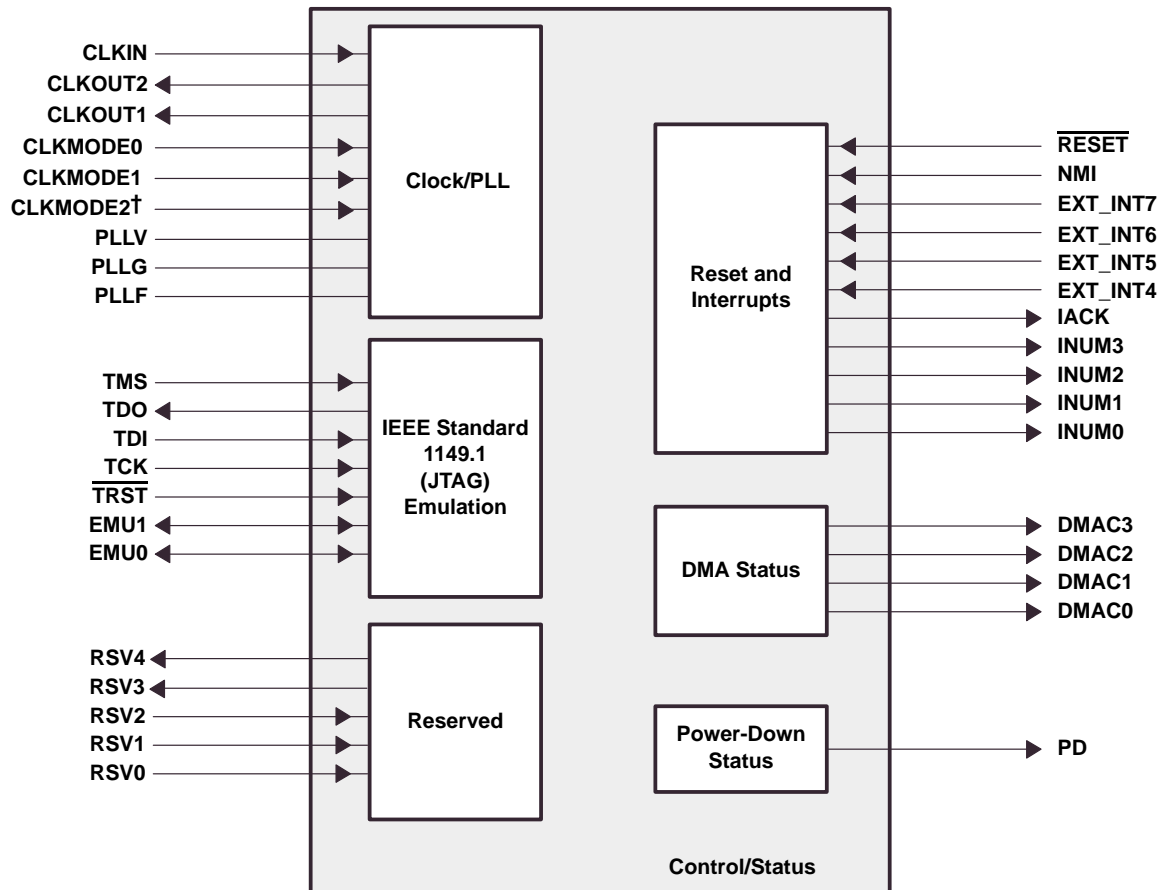 CLKIN
CLKOUT2
CLKOUT1
CLKMODE0
CLKMODE1
CLKMODE2†
PLLV
PLLG
PLLF
Clock/PLL
TMS
TDO
TDI
TCK
TRST
EMU1
EMU0
IEEE Standard
1149.1
(JTAG)
Emulation
RSV4
RSV3
RSV2
RSV1
RSV0
Reserved
Reset and
Interrupts
RESET
NMI
EXT_INT7
EXT_INT6
EXT_INT5
EXT_INT4
IACK
INUM3
INUM2
INUM1
INUM0
DMA Status
DMAC3
DMAC2
DMAC1
DMAC0
Power-Down
Status
PD
Control/Status